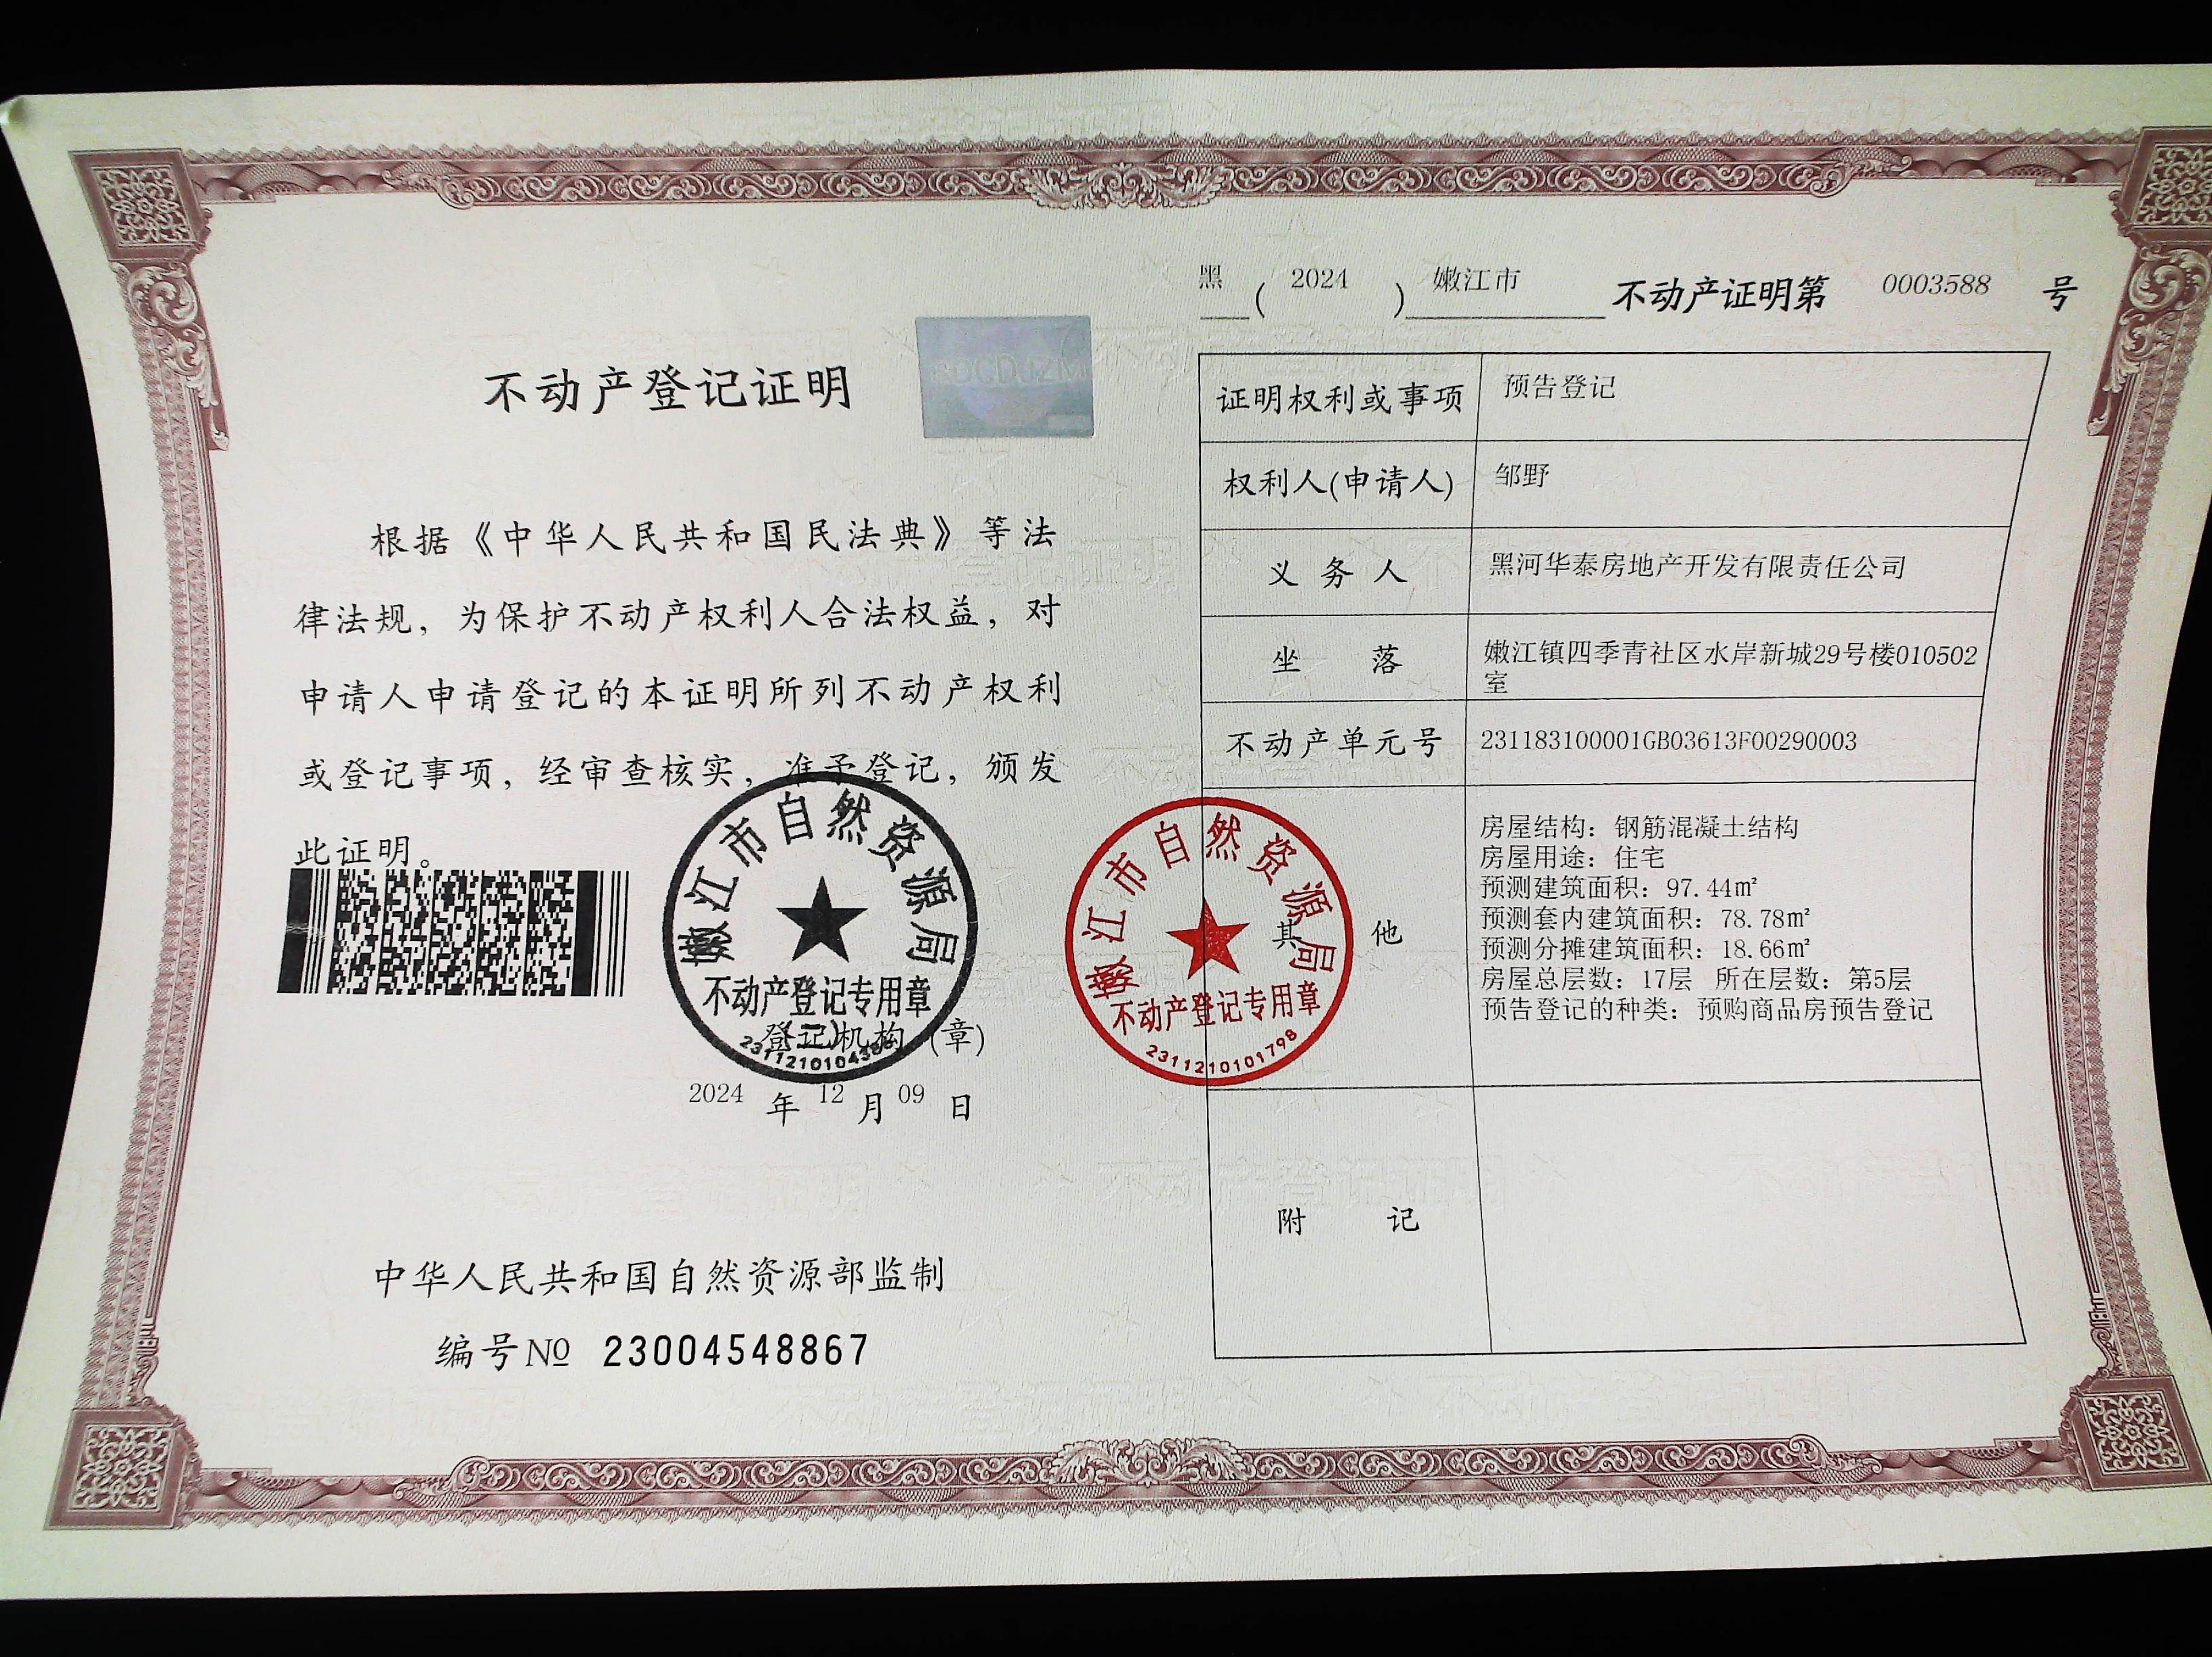 不动产登记证明
BDCDJZM
根据《中华人民共和国民法典》等法
律法规，为保护不动产权利人合法权益，对
申请人申请登记的本证明所列不动产权利
或登记事项，经审查核实，准予登记，颁发
此证明。
嫩江市自然资源局
不动产登记专用章
(二)
登记机构（章）
2024 年 12 月 09 日
中华人民共和国自然资源部监制
编号№ 23004548867
黑（2024）嫩江市 不动产证明第 0003588 号
证明权利或事项 预告登记
权利人(申请人) 邹野
义务人 黑河华泰房地产开发有限责任公司
坐落 嫩江镇四季青社区水岸新城29号楼010502
室
不动产单元号 231183100001GB03613F00290003
其他
房屋结构：钢筋混凝土结构
房屋用途：住宅
预测建筑面积：97.44㎡
预测套内建筑面积：78.78㎡
预测分摊建筑面积：18.66㎡
房屋总层数：17层 所在层数：第5层
预告登记的种类：预购商品房预告登记
嫩江市自然资源局
不动产登记专用章
2311210101798
附记